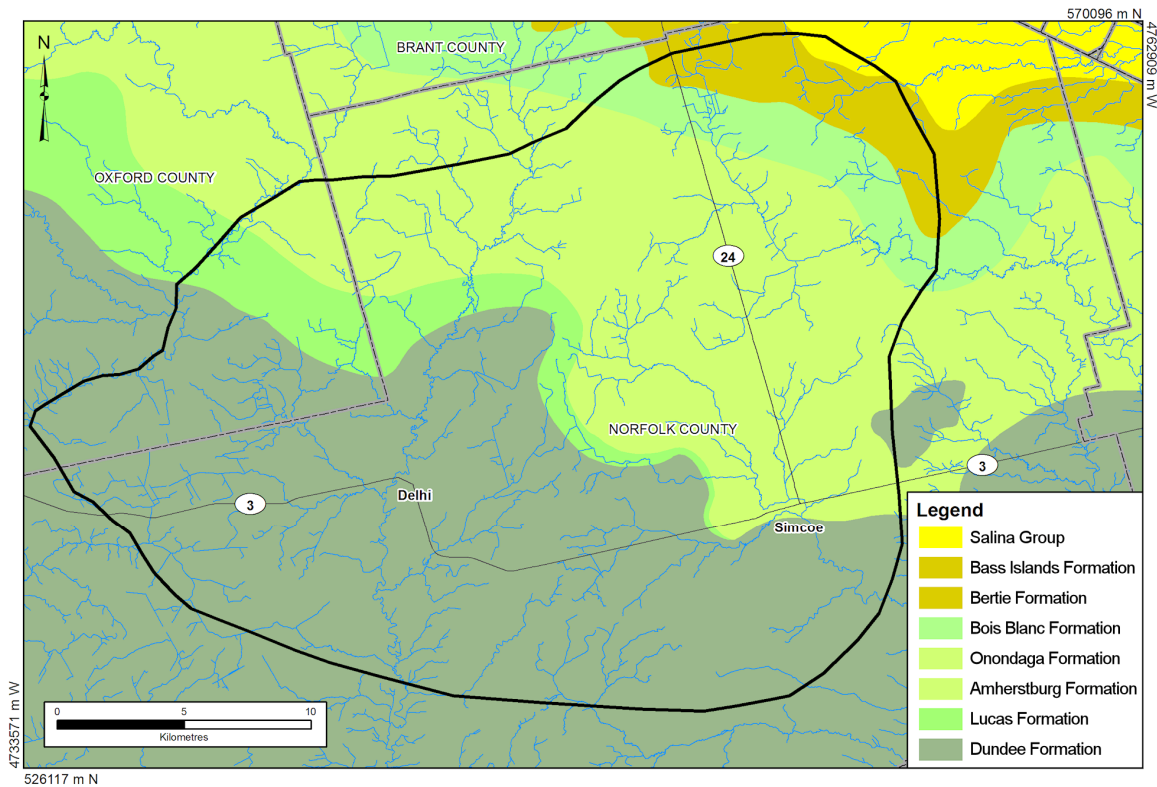 570096 m N
4762909 m W
N
BRANT COUNTY
OXFORD COUNTY
24
NORFOLK COUNTY
3
3
Delhi
Simcoe
Legend
Salina Group
Bass Islands Formation
Bertie Formation
Bois Blanc Formation
Onondaga Formation
Amherstburg Formation
Lucas Formation
Dundee Formation
0 5 10
Kilometres
4733571 m W
526117 m N